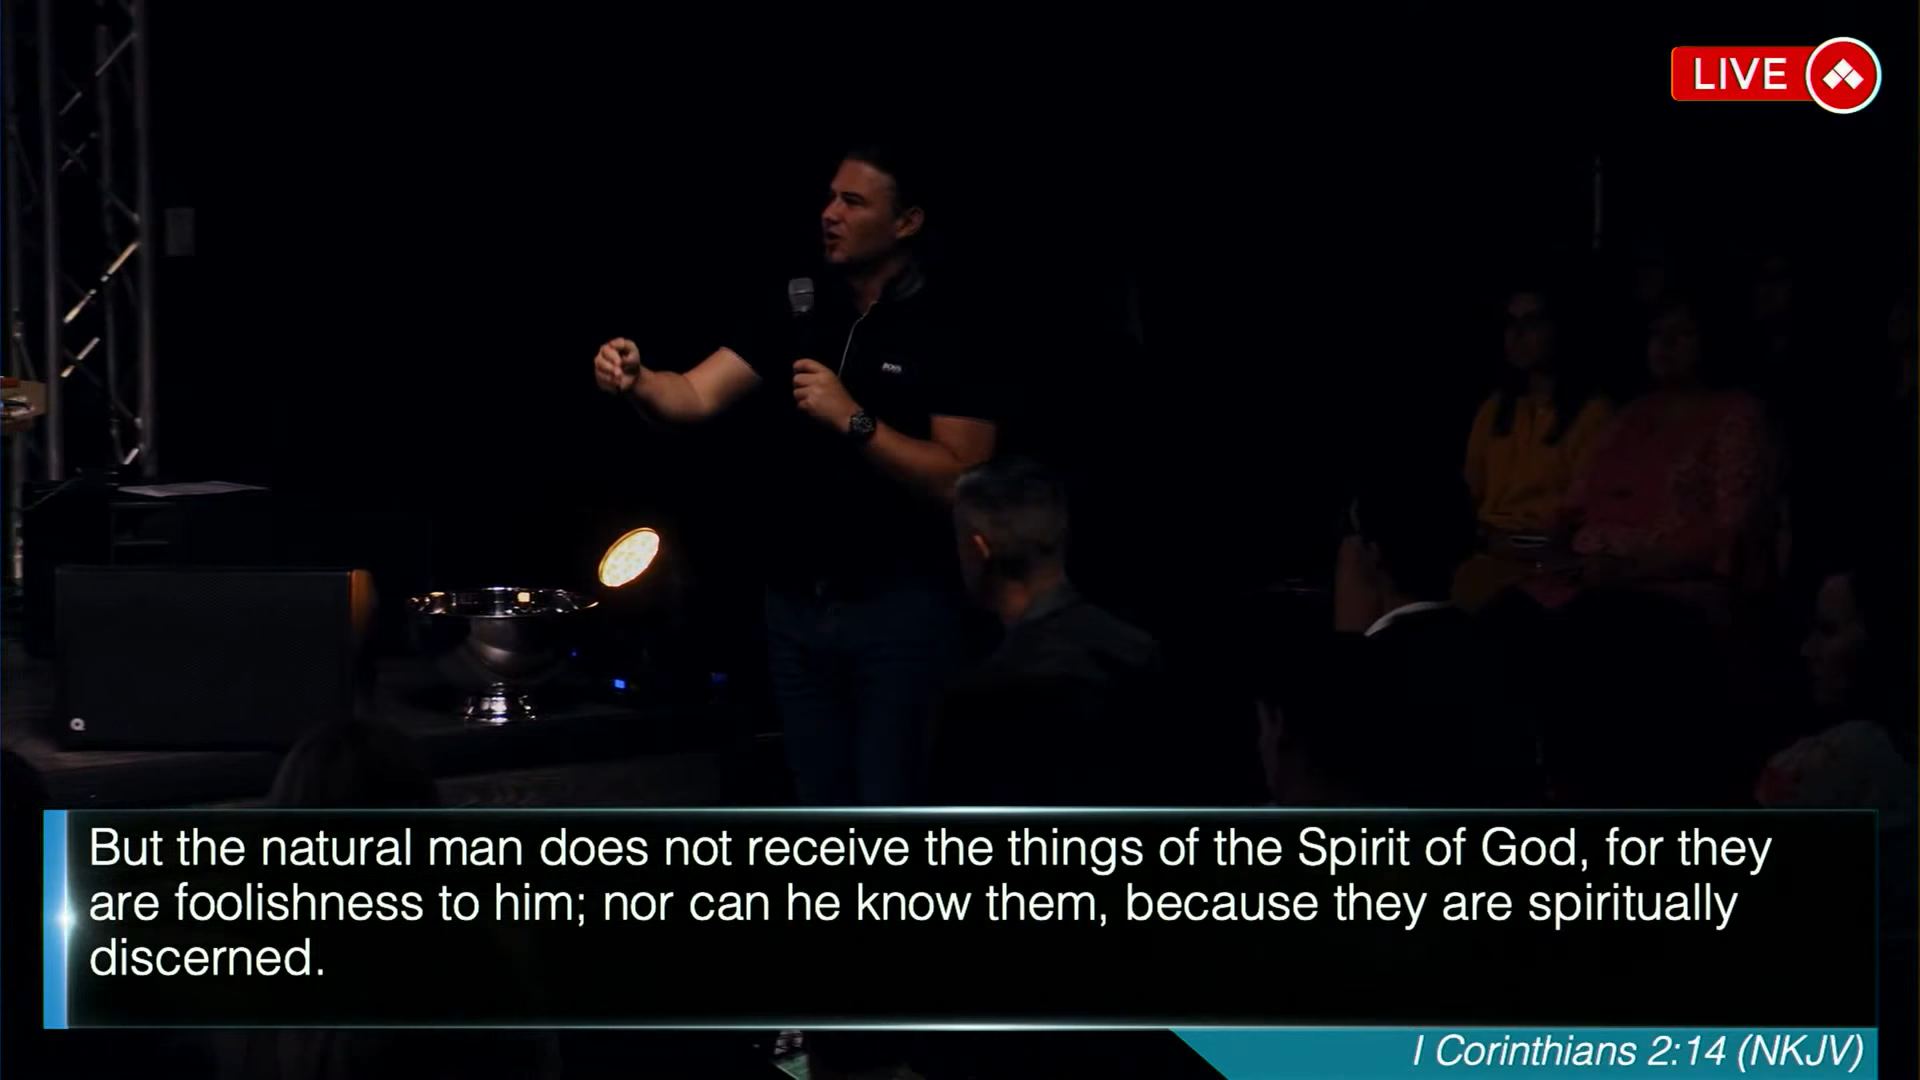 LIVE
BOSS
But the natural man does not receive the things of the Spirit of God, for they
are foolishness to him; nor can he know them, because they are spiritually
discerned.
I Corinthians 2:14 (NKJV)